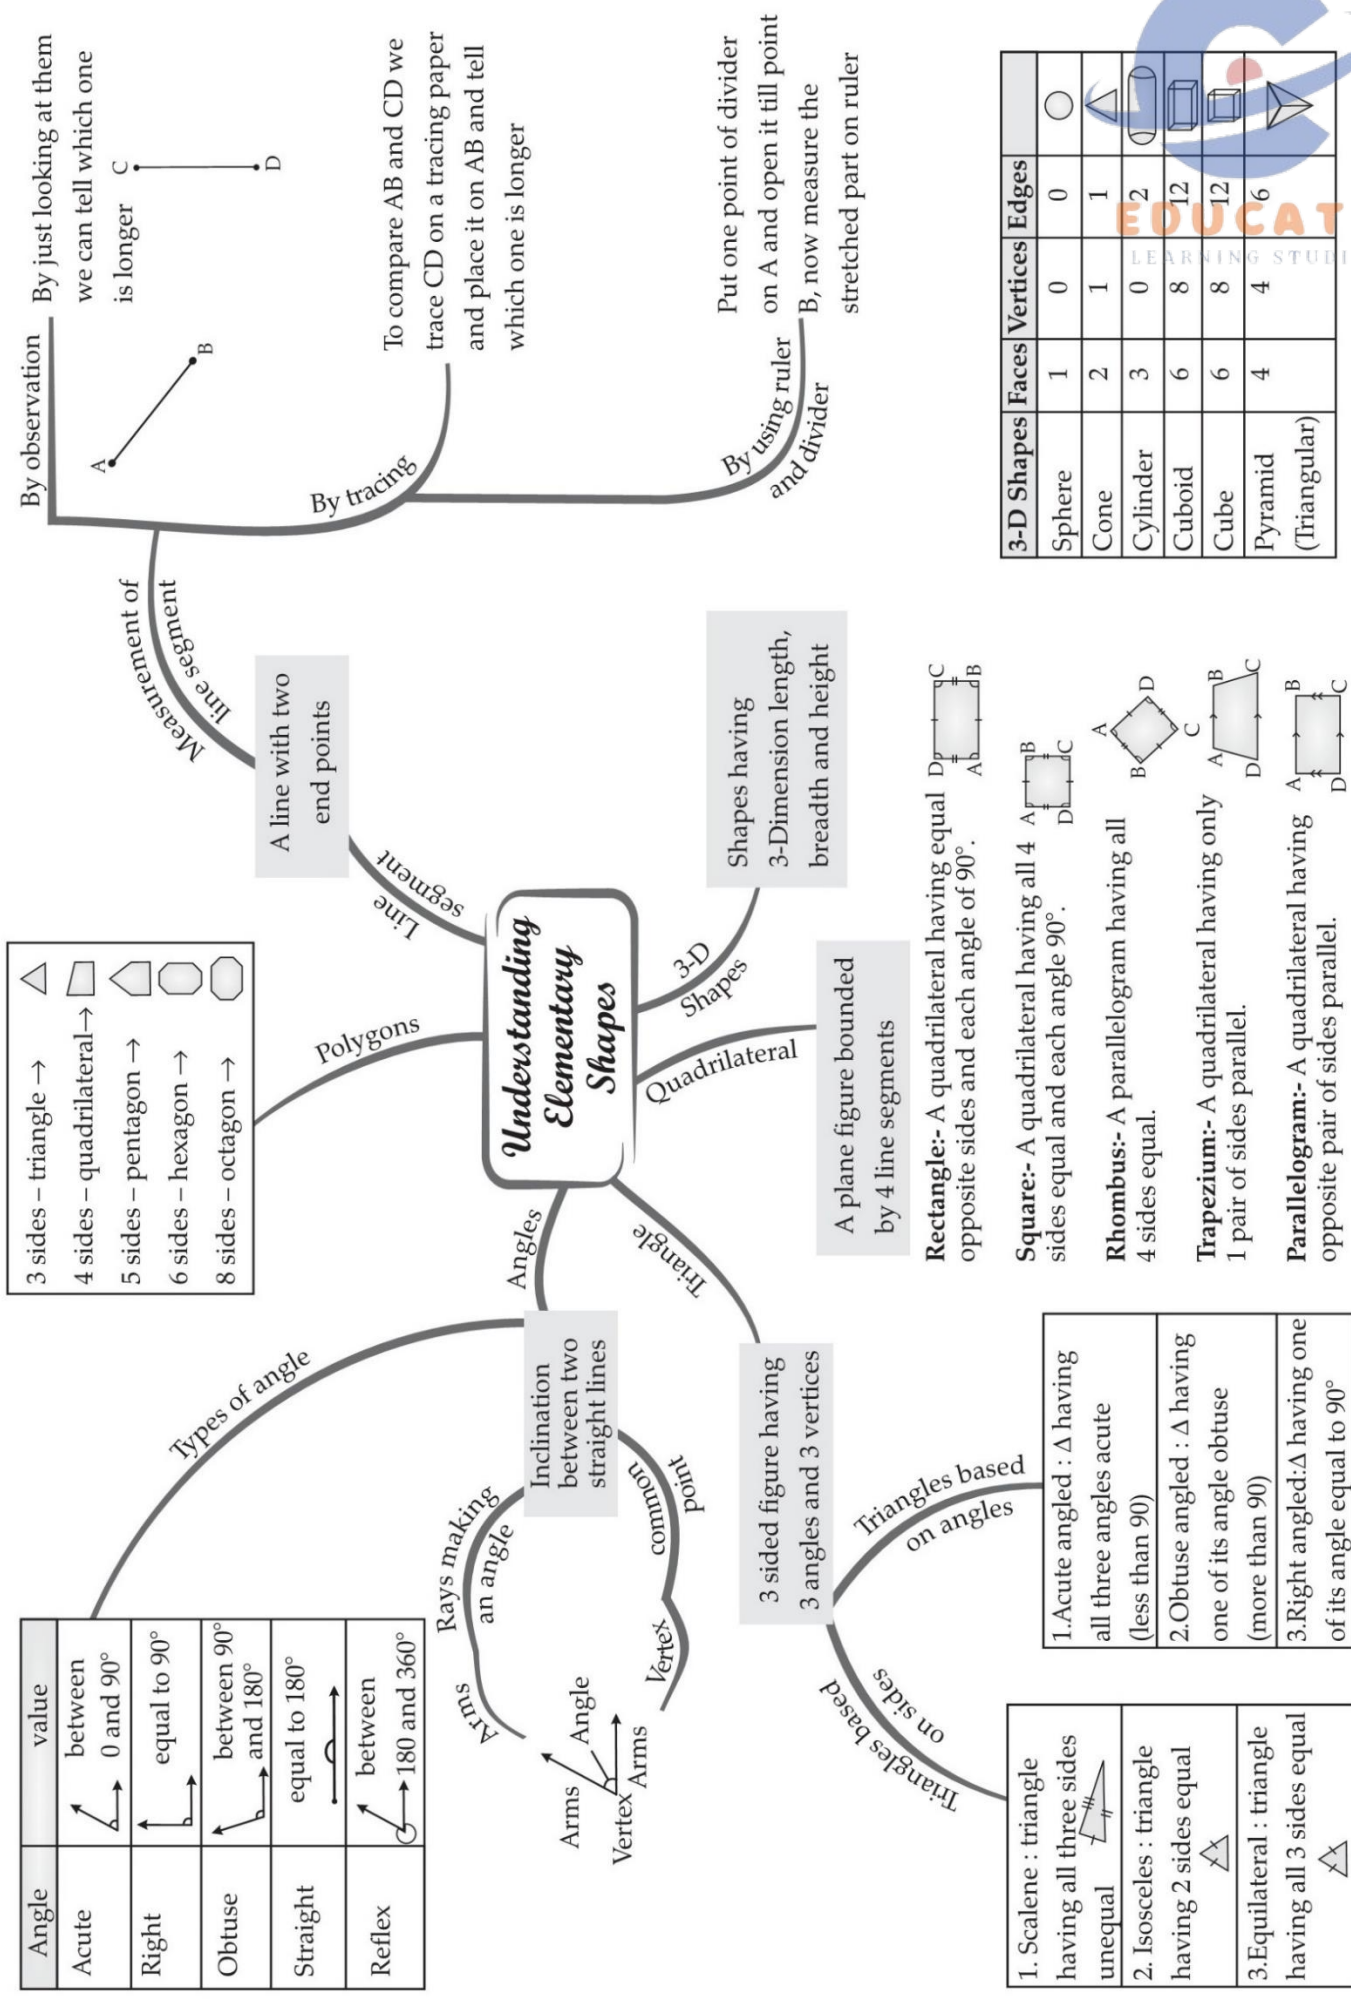 Understanding
Elementary
Shapes
Angles
Inclination
between two
straight lines
Types of angle
Angle value
Acute between
0 and 90°
Right equal to 90°
Obtuse between 90°
and 180°
Straight equal to 180°
Reflex between
180 and 360°
Rays making
an angle
Arms
common
point
Vertex
Arms
Angle
Vertex
Arms
Polygons
3 sides – triangle →
4 sides – quadrilateral→
5 sides – pentagon →
6 sides – hexagon →
8 sides – octagon →
Line
segment
A line with two
end points
Measurement of
line segment
By observation
By just looking at them
we can tell which one
is longer
A
B
C
D
By tracing
To compare AB and CD we
trace CD on a tracing paper
and place it on AB and tell
which one is longer
By using ruler
and divider
Put one point of divider
on A and open it till point
B, now measure the
stretched part on ruler
Triangle
3 sided figure having
3 angles and 3 vertices
Triangles based
on sides
1. Scalene : triangle
having all three sides
unequal
2. Isosceles : triangle
having 2 sides equal
3.Equilateral : triangle
having all 3 sides equal
Triangles based
on angles
1.Acute angled : Δ having
all three angles acute
(less than 90)
2.Obtuse angled : Δ having
one of its angle obtuse
(more than 90)
3.Right angled:Δ having one
of its angle equal to 90°
Quadrilateral
A plane figure bounded
by 4 line segments
Rectangle:- A quadrilateral having equal
opposite sides and each angle of 90°.
D C
A B
Square:- A quadrilateral having all 4
sides equal and each angle 90°.
A B
D C
Rhombus:- A parallelogram having all
4 sides equal.
A
B D
C
Trapezium:- A quadrilateral having only
1 pair of sides parallel.
A B
D C
Parallelogram:- A quadrilateral having
opposite pair of sides parallel.
A B
D C
3-D
Shapes
Shapes having
3-Dimension length,
breadth and height
3-D Shapes Faces Vertices Edges
Sphere 1 0 0
Cone 2 1 1
Cylinder 3 0 2
Cuboid 6 8 12
Cube 6 8 12
Pyramid 4 4 6
(Triangular)
EDUCAT
LEARNING STUDI